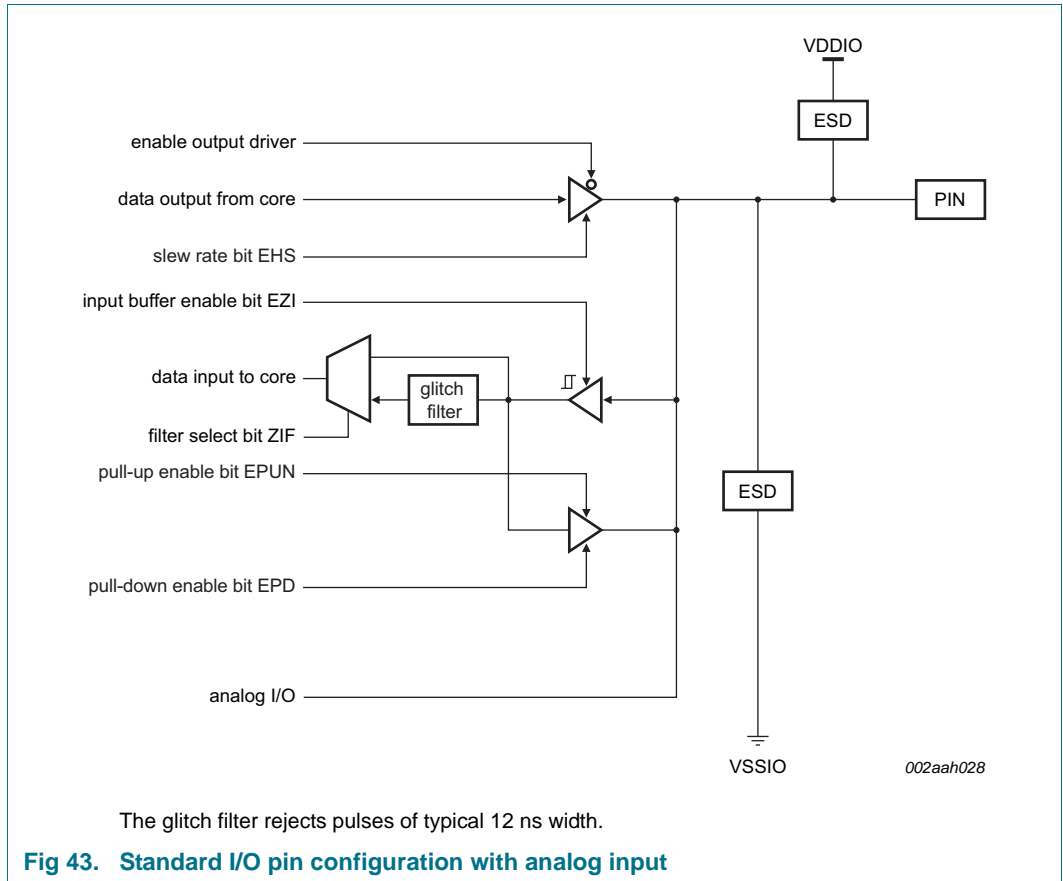 VDDIO
ESD
enable output driver
data output from core
PIN
slew rate bit EHS
input buffer enable bit EZI
data input to core
glitch
filter
filter select bit ZIF
pull-up enable bit EPUN
ESD
pull-down enable bit EPD
analog I/O
VSSIO
002aah028
The glitch filter rejects pulses of typical 12 ns width.
Fig 43. Standard I/O pin configuration with analog input